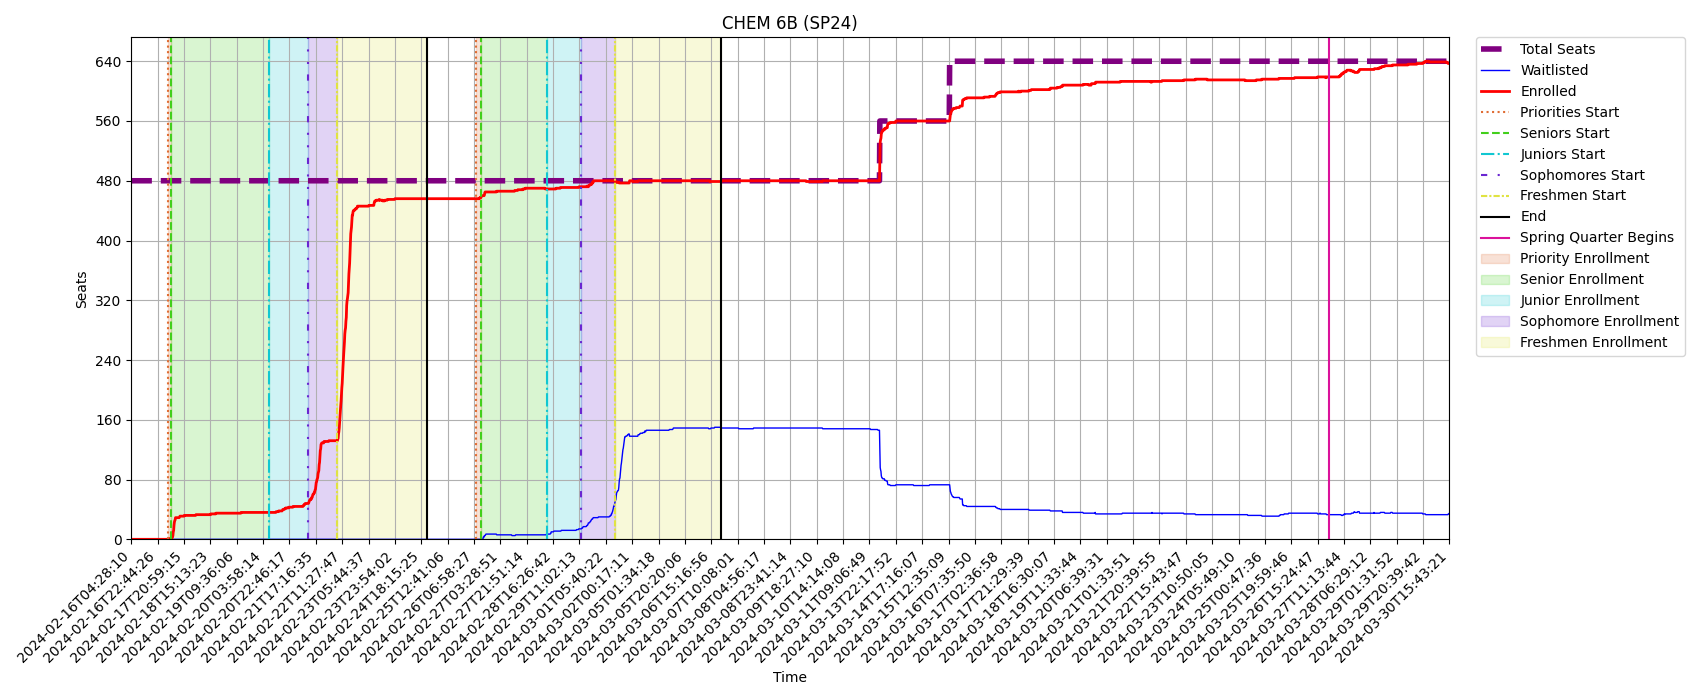 CHEM 6B (SP24)
Seats
640
560
480
400
320
240
160
80
0
2024-02-16T04:28:10
2024-02-16T22:44:26
2024-02-17T20:59:15
2024-02-18T15:13:23
2024-02-19T09:36:06
2024-02-20T03:58:14
2024-02-20T22:46:17
2024-02-21T17:16:35
2024-02-22T11:27:47
2024-02-23T05:44:37
2024-02-23T23:54:02
2024-02-24T18:15:25
2024-02-25T12:41:06
2024-02-26T06:58:27
2024-02-27T03:28:51
2024-02-27T21:51:14
2024-02-28T16:26:42
2024-02-29T11:02:13
2024-03-01T05:40:22
2024-03-02T00:17:11
2024-03-05T01:34:18
2024-03-05T20:20:06
2024-03-06T15:16:56
2024-03-07T10:08:01
2024-03-08T04:56:17
2024-03-08T23:41:14
2024-03-09T18:27:10
2024-03-10T14:14:08
2024-03-11T09:06:49
2024-03-13T22:17:52
2024-03-14T17:16:07
2024-03-15T12:35:09
2024-03-16T07:35:50
2024-03-17T02:36:58
2024-03-17T21:29:39
2024-03-18T16:30:07
2024-03-19T11:33:44
2024-03-20T06:39:31
2024-03-21T01:33:51
2024-03-21T20:39:55
2024-03-22T15:43:47
2024-03-23T10:50:05
2024-03-24T05:49:10
2024-03-25T00:47:36
2024-03-25T19:59:46
2024-03-26T15:24:47
2024-03-27T11:13:44
2024-03-28T06:29:12
2024-03-29T01:31:52
2024-03-29T20:39:42
2024-03-30T15:43:21
Time
Total Seats
Waitlisted
Enrolled
Priorities Start
Seniors Start
Juniors Start
Sophomores Start
Freshmen Start
End
Spring Quarter Begins
Priority Enrollment
Senior Enrollment
Junior Enrollment
Sophomore Enrollment
Freshmen Enrollment